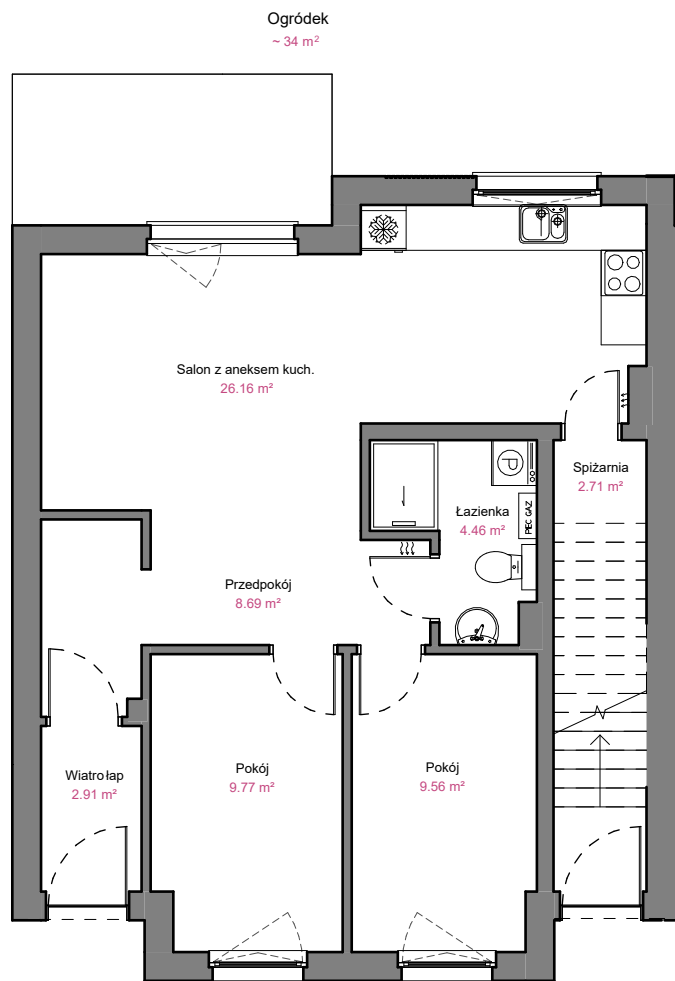 Ogródek
~ 34 m²
Salon z aneksem kuch.
26.16 m²
Spiżarnia
2.71 m²
P
Łazienka
4.46 m²
PIEC GAZ
Przedpokój
8.69 m²
Wiatrołap
2.91 m²
Pokój
9.77 m²
Pokój
9.56 m²